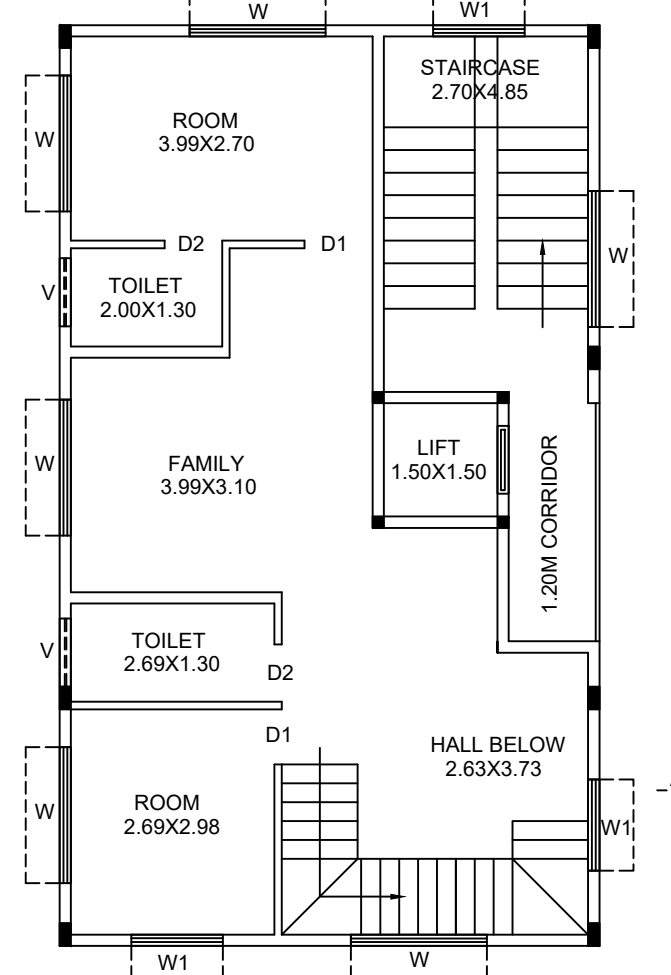 W
W1
STAIRCASE
2.70X4.85
ROOM
3.99X2.70
W
D2
D1
W
TOILET
2.00X1.30
V
LIFT
1.50X1.50
FAMILY
3.99X3.10
W
1.20M CORRIDOR
TOILET
2.69X1.30
V
D2
D1
HALL BELOW
2.63X3.73
ROOM
2.69X2.98
W
W1
W1
W